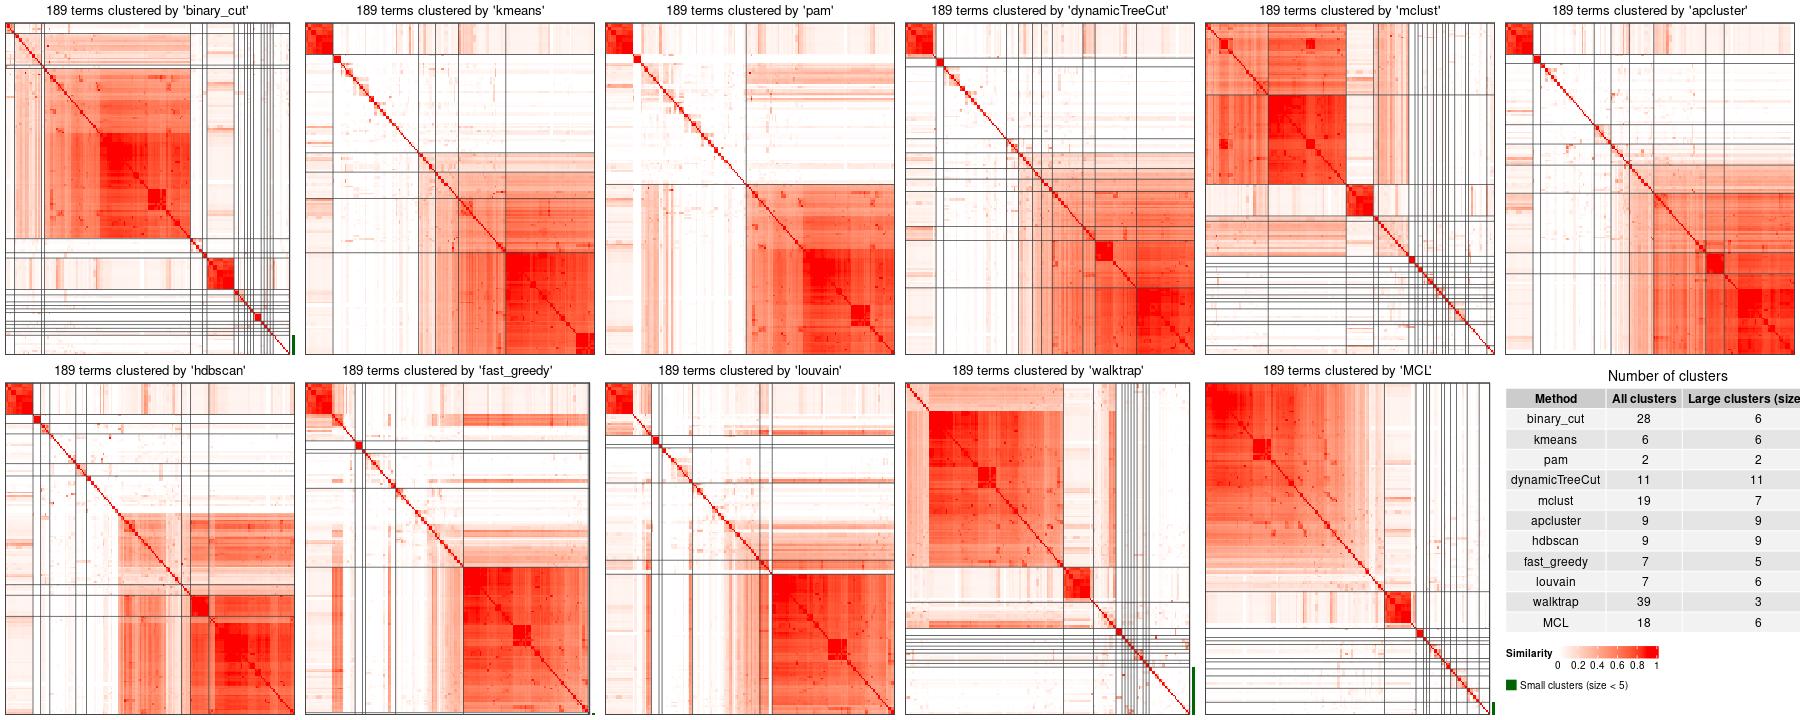 189 terms clustered by 'binary_cut'
189 terms clustered by 'kmeans'
189 terms clustered by 'pam'
189 terms clustered by 'dynamicTreeCut'
189 terms clustered by 'mclust'
189 terms clustered by 'apcluster'
189 terms clustered by 'hdbscan'
189 terms clustered by 'fast_greedy'
189 terms clustered by 'louvain'
189 terms clustered by 'walktrap'
189 terms clustered by 'MCL'
Number of clusters
Method All clusters Large clusters (size
binary_cut 28 6
kmeans 6 6
pam 2 2
dynamicTreeCut 11 11
mclust 19 7
apcluster 9 9
hdbscan 9 9
fast_greedy 7 5
louvain 7 6
walktrap 39 3
MCL 18 6
Similarity
0 0.2 0.4 0.6 0.8 1
Small clusters (size < 5)